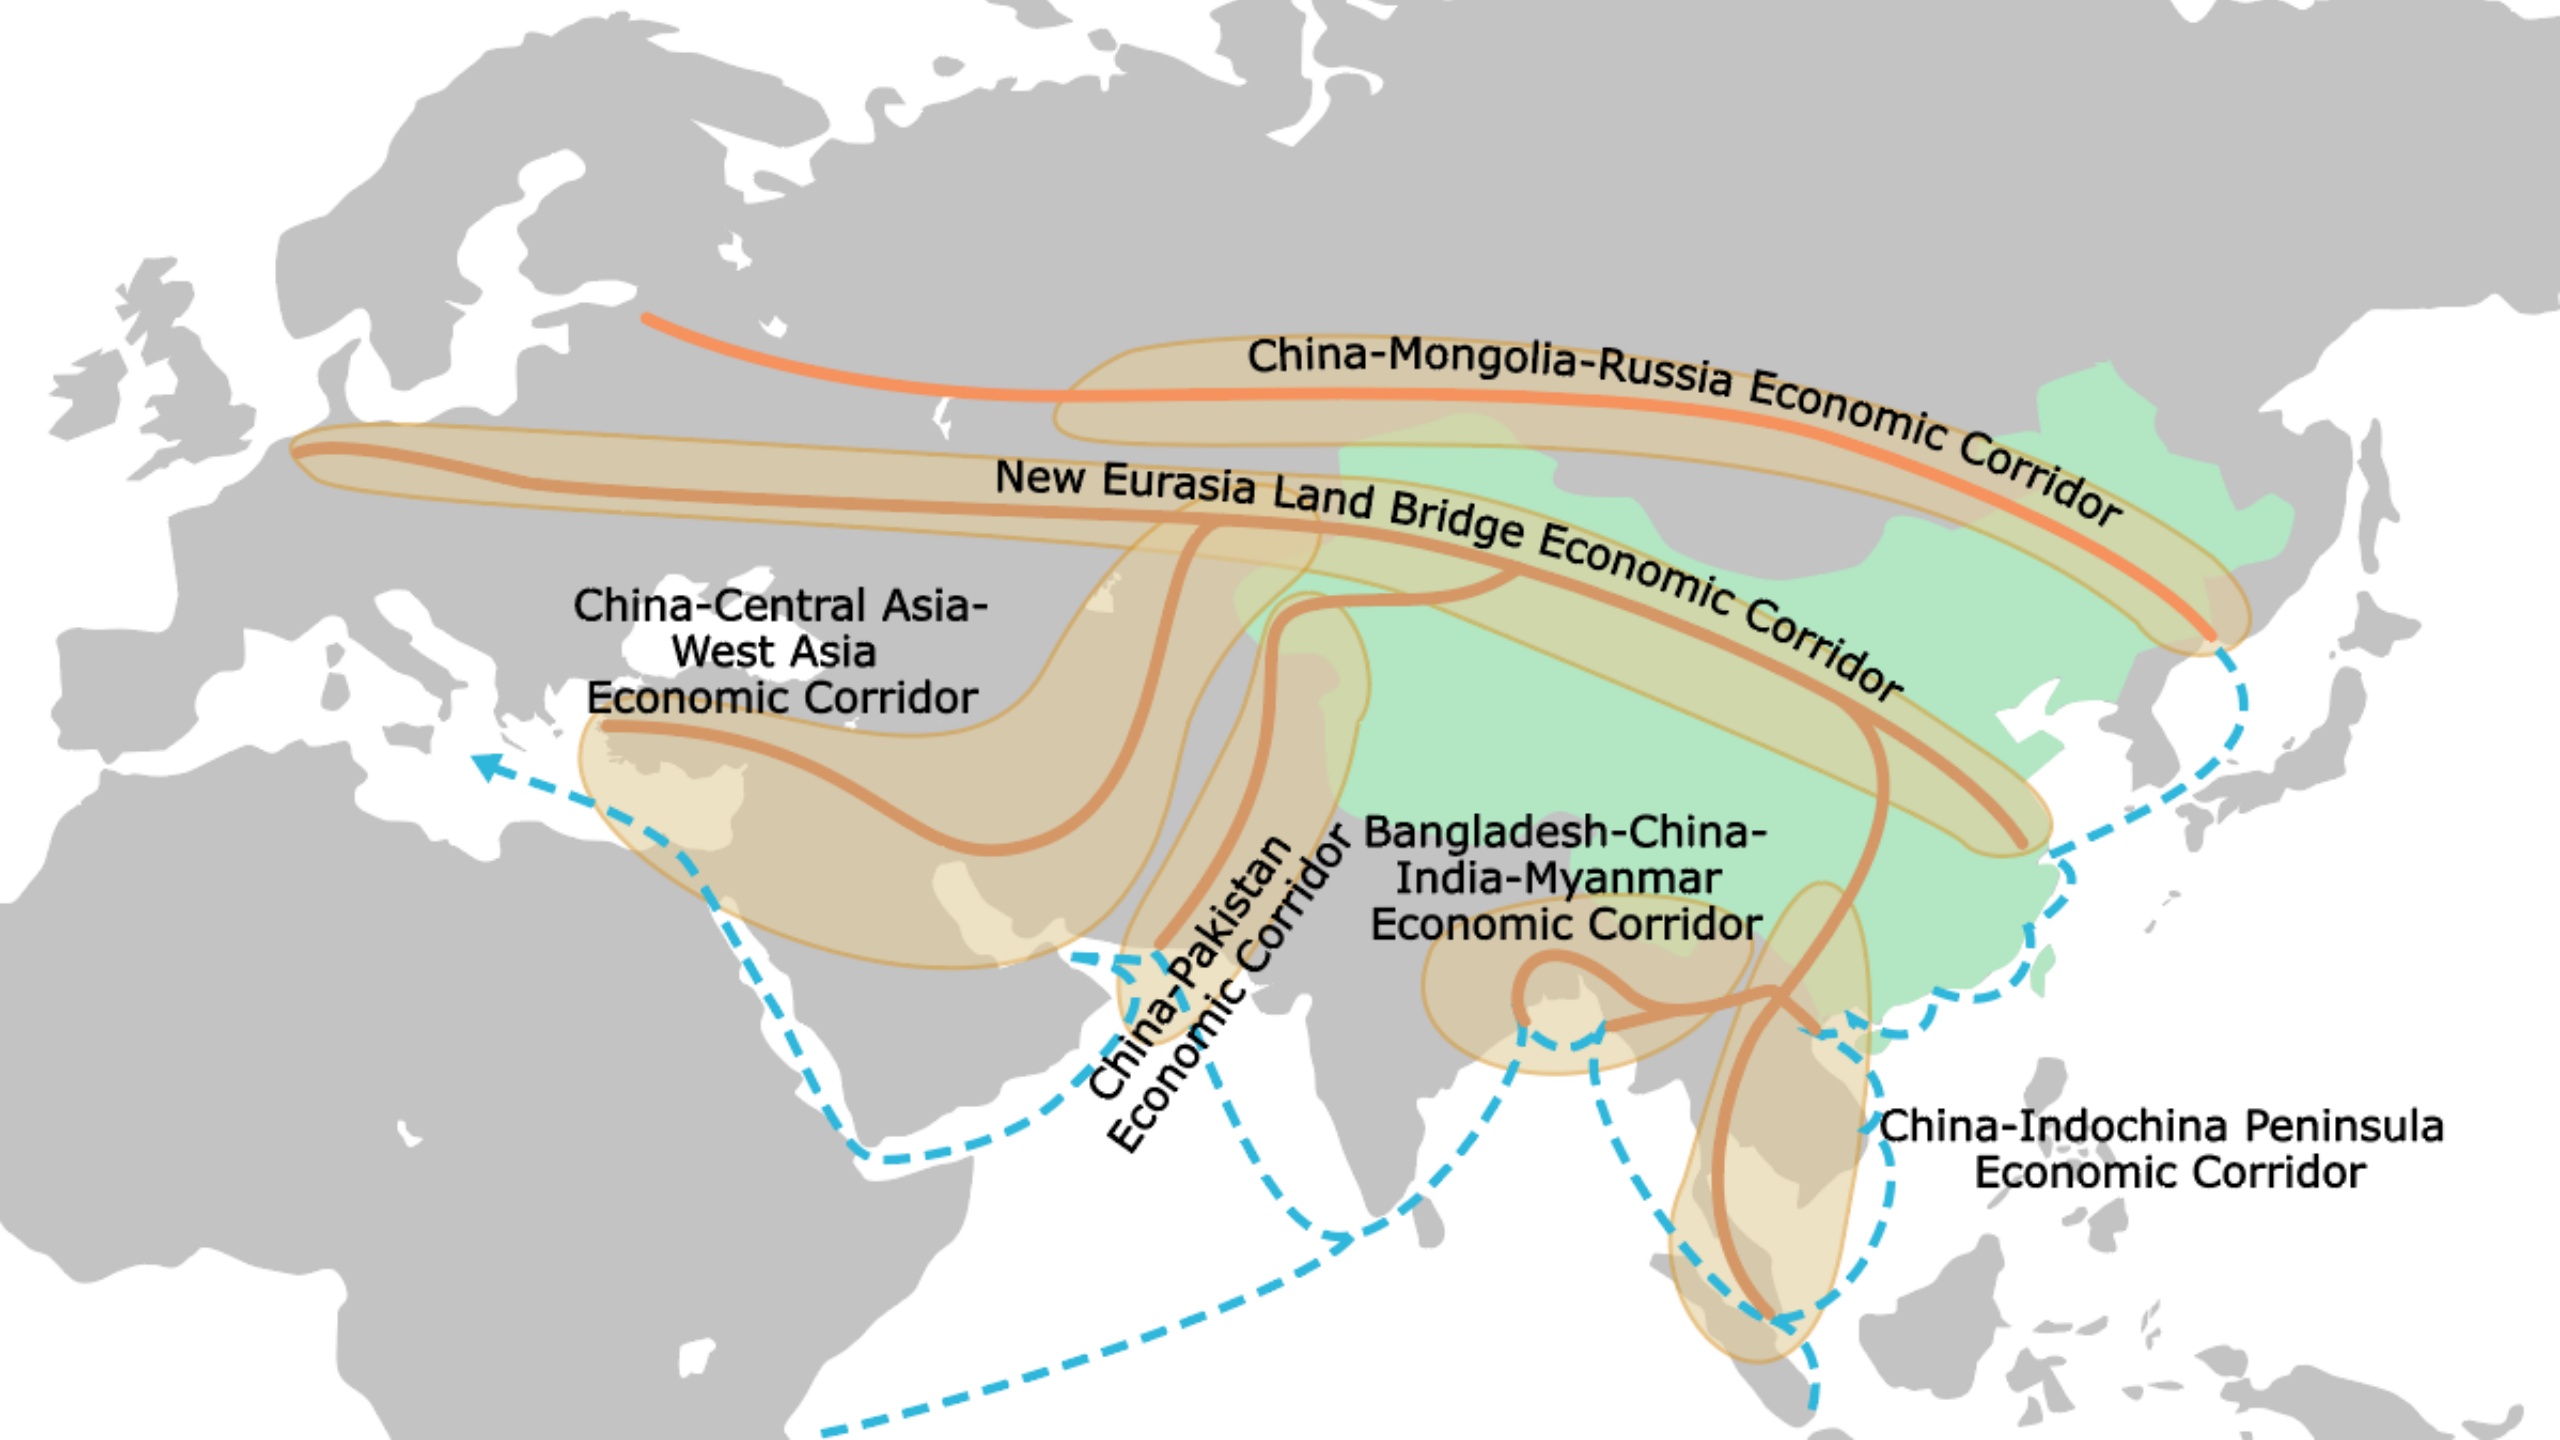 China-Mongolia-Russia Economic Corridor
New Eurasia Land Bridge Economic Corridor
China-Central Asia-
West Asia
Economic Corridor
China-Pakistan
Economic Corridor
Bangladesh-China-
India-Myanmar
Economic Corridor
China-Indochina Peninsula
Economic Corridor